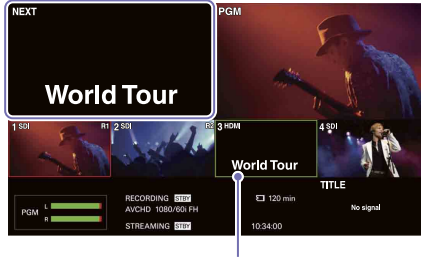 NEXT
PGM
World Tour
1 SDI R1
2 SDI R2
3 HDMI
4 SDI
World Tour
TITLE
No signal
PGM L R
RECORDING STBY
AVCHD 1080/60i FH
STREAMING STBY
120 min
10:34:00